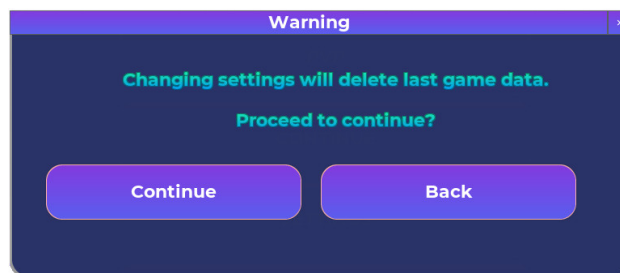 Warning
Changing settings will delete last game data.
Proceed to continue?
Continue
Back